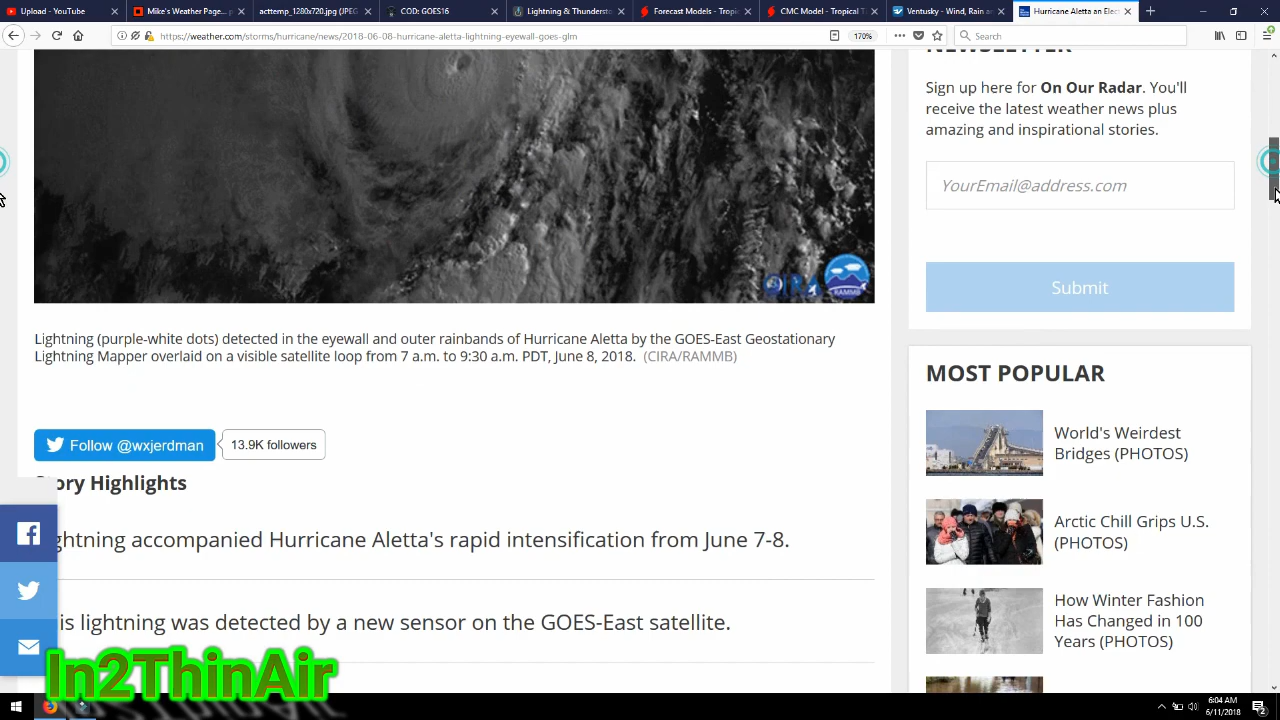 Upload - YouTube
Mike's Weather Page... p
acttemp_1280x720.jpg (JPEG
COD: GOES16
Lightning & Thunderst
Forecast Models - Tropic
CMC Model - Tropical T
Ventusky - Wind, Rain an
Hurricane Aletta an Elec
https://weather.com/storms/hurricane/news/2018-06-08-hurricane-aletta-lightning-eyewall-goes-glm
170%
Search
NEWSLETTER
Sign up here for On Our Radar. You'll
receive the latest weather news plus
amazing and inspirational stories.
YourEmail@address.com
Submit
CIRA
RAMMB
Lightning (purple-white dots) detected in the eyewall and outer rainbands of Hurricane Aletta by the GOES-East Geostationary
Lightning Mapper overlaid on a visible satellite loop from 7 a.m. to 9:30 a.m. PDT, June 8, 2018. (CIRA/RAMMB)
Follow @wxjerdman
13.9K followers
ory Highlights
ghtning accompanied Hurricane Aletta's rapid intensification from June 7-8.
is lightning was detected by a new sensor on the GOES-East satellite.
MOST POPULAR
World's Weirdest
Bridges (PHOTOS)
Arctic Chill Grips U.S.
(PHOTOS)
How Winter Fashion
Has Changed in 100
Years (PHOTOS)
In2ThinAir
6:04 AM
6/11/2018
2